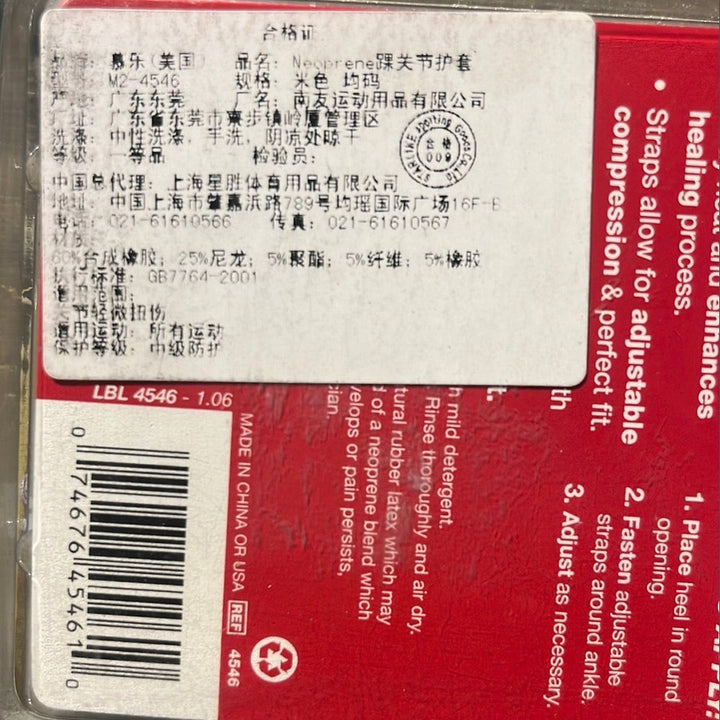 合格证
品牌：慕乐（美国） 品名：Neoprene踝关节护套
型号：M2-4546 规格：米色 均码
产地：广东东莞 厂名：南友运动用品有限公司
厂址：广东省东莞市寮步镇岭厦管理区
洗涤：中性洗涤，手洗，阴凉处晾干
等级：一等品 检验员：
STARLIKE Sporting Goods Co.,Ltd
合格
009
中国总代理：上海星胜体育用品有限公司
地址：中国上海市肇嘉浜路789号均瑶国际广场16F-B
电话：021-61610566 传真：021-61610567
材质：
60%合成橡胶；25%尼龙；5%聚酯；5%纤维；5%橡胶
执行标准：GB7764-2001
适用范围：
关节轻微扭伤
适用运动：所有运动
保护等级：中级防护
LBL 4546 - 1.06
0 74676 45461 0
MADE IN CHINA OR USA REF 4546
and enhances
healing process.
• Straps allow for adjustable
compression & perfect fit.
1. Place heel in round
opening.
2. Fasten adjustable
straps around ankle.
3. Adjust as necessary.
th
mild detergent.
Rinse thoroughly and air dry.
tural rubber latex which may
of a neoprene blend which
velops or pain persists,
cian.